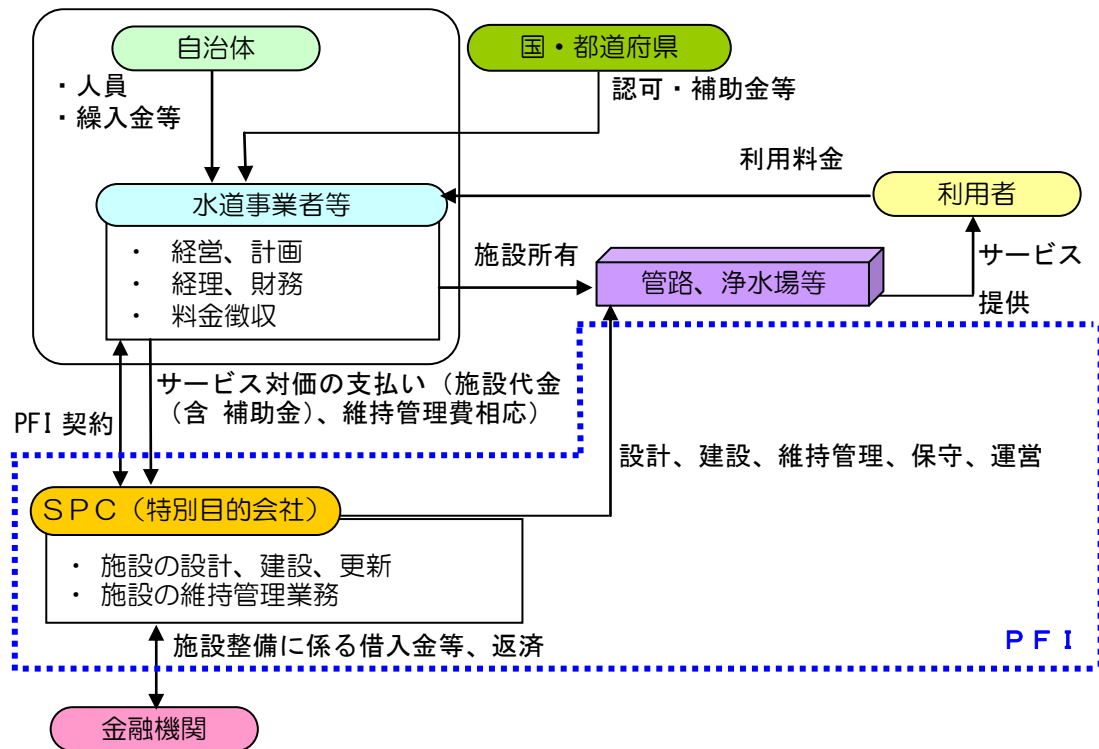 自治体
国・都道府県
・人員
・繰入金等
認可・補助金等
利用料金
水道事業者等
利用者
・ 経営、計画
・ 経理、財務
・ 料金徴収
施設所有
管路、浄水場等
サービス
提供
サービス対価の支払い(施設代金
(含 補助金)、維持管理費相応)
PFI 契約
設計、建設、維持管理、保守、運営
SPC(特別目的会社)
・ 施設の設計、建設、更新
・ 施設の維持管理業務
施設整備に係る借入金等、返済
PFI
金融機関